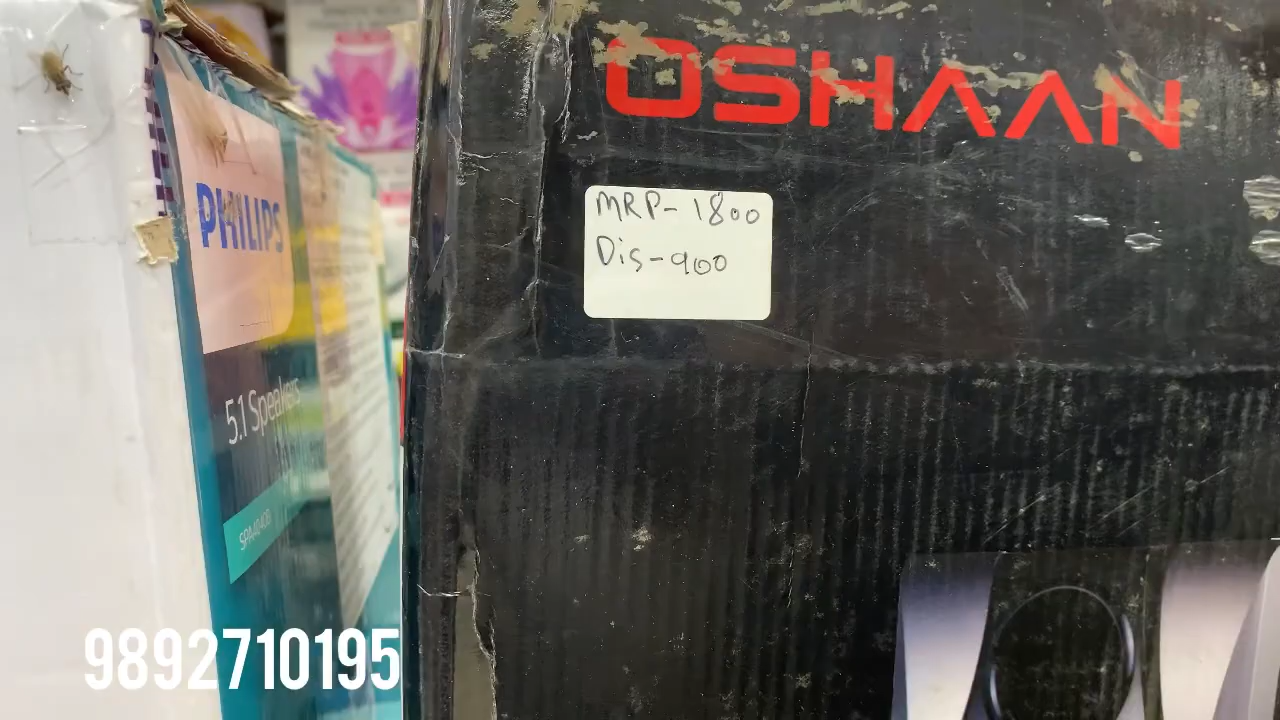 OSHAAN
MRP-1800
Dis-900
PHILIPS
5.1 Speakers
9892710195